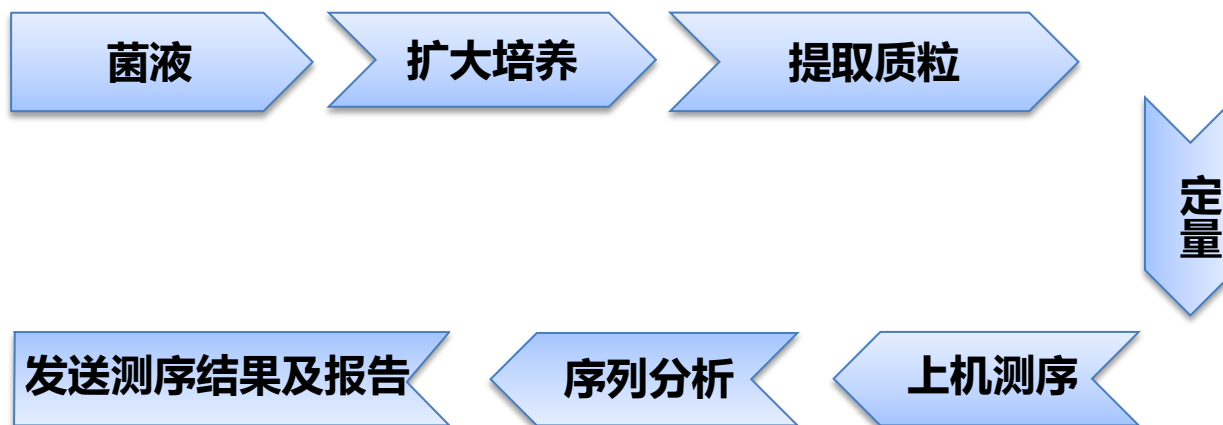 菌液
扩大培养
提取质粒
定量
上机测序
序列分析
发送测序结果及报告